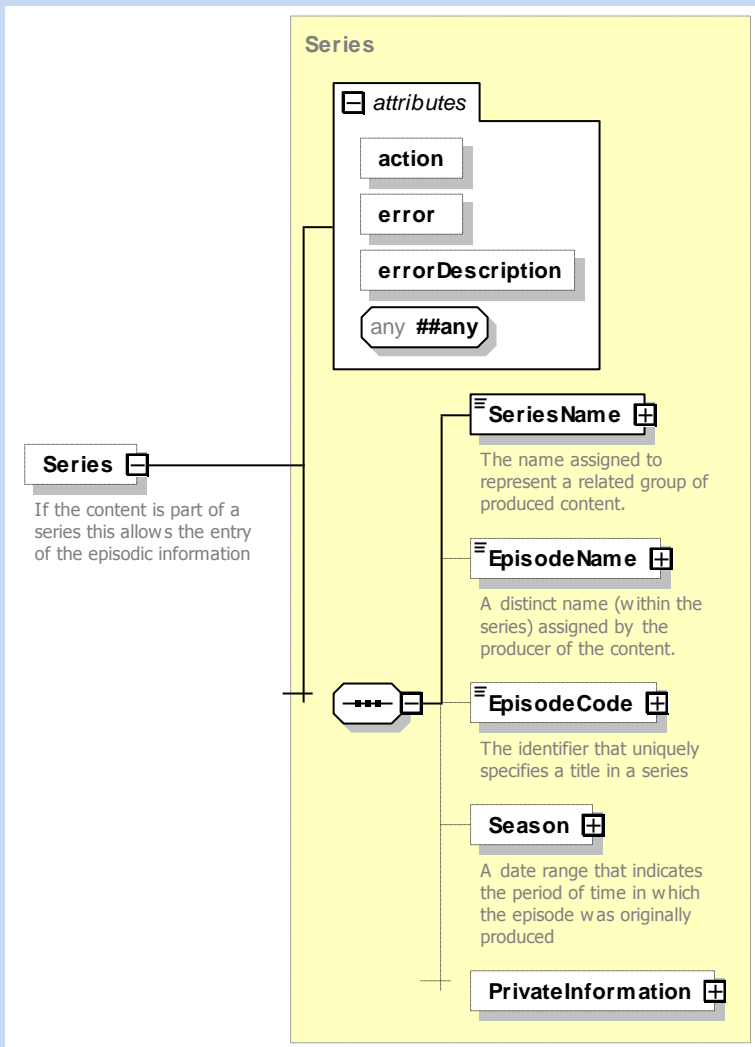 Series
attributes
action
error
errorDescription
any ##any
Series
If the content is part of a
series this allows the entry
of the episodic information
SeriesName
The name assigned to
represent a related group of
produced content.
EpisodeName
A distinct name (within the
series) assigned by the
producer of the content.
EpisodeCode
The identifier that uniquely
specifies a title in a series
Season
A date range that indicates
the period of time in which
the episode was originally
produced
PrivateInformation